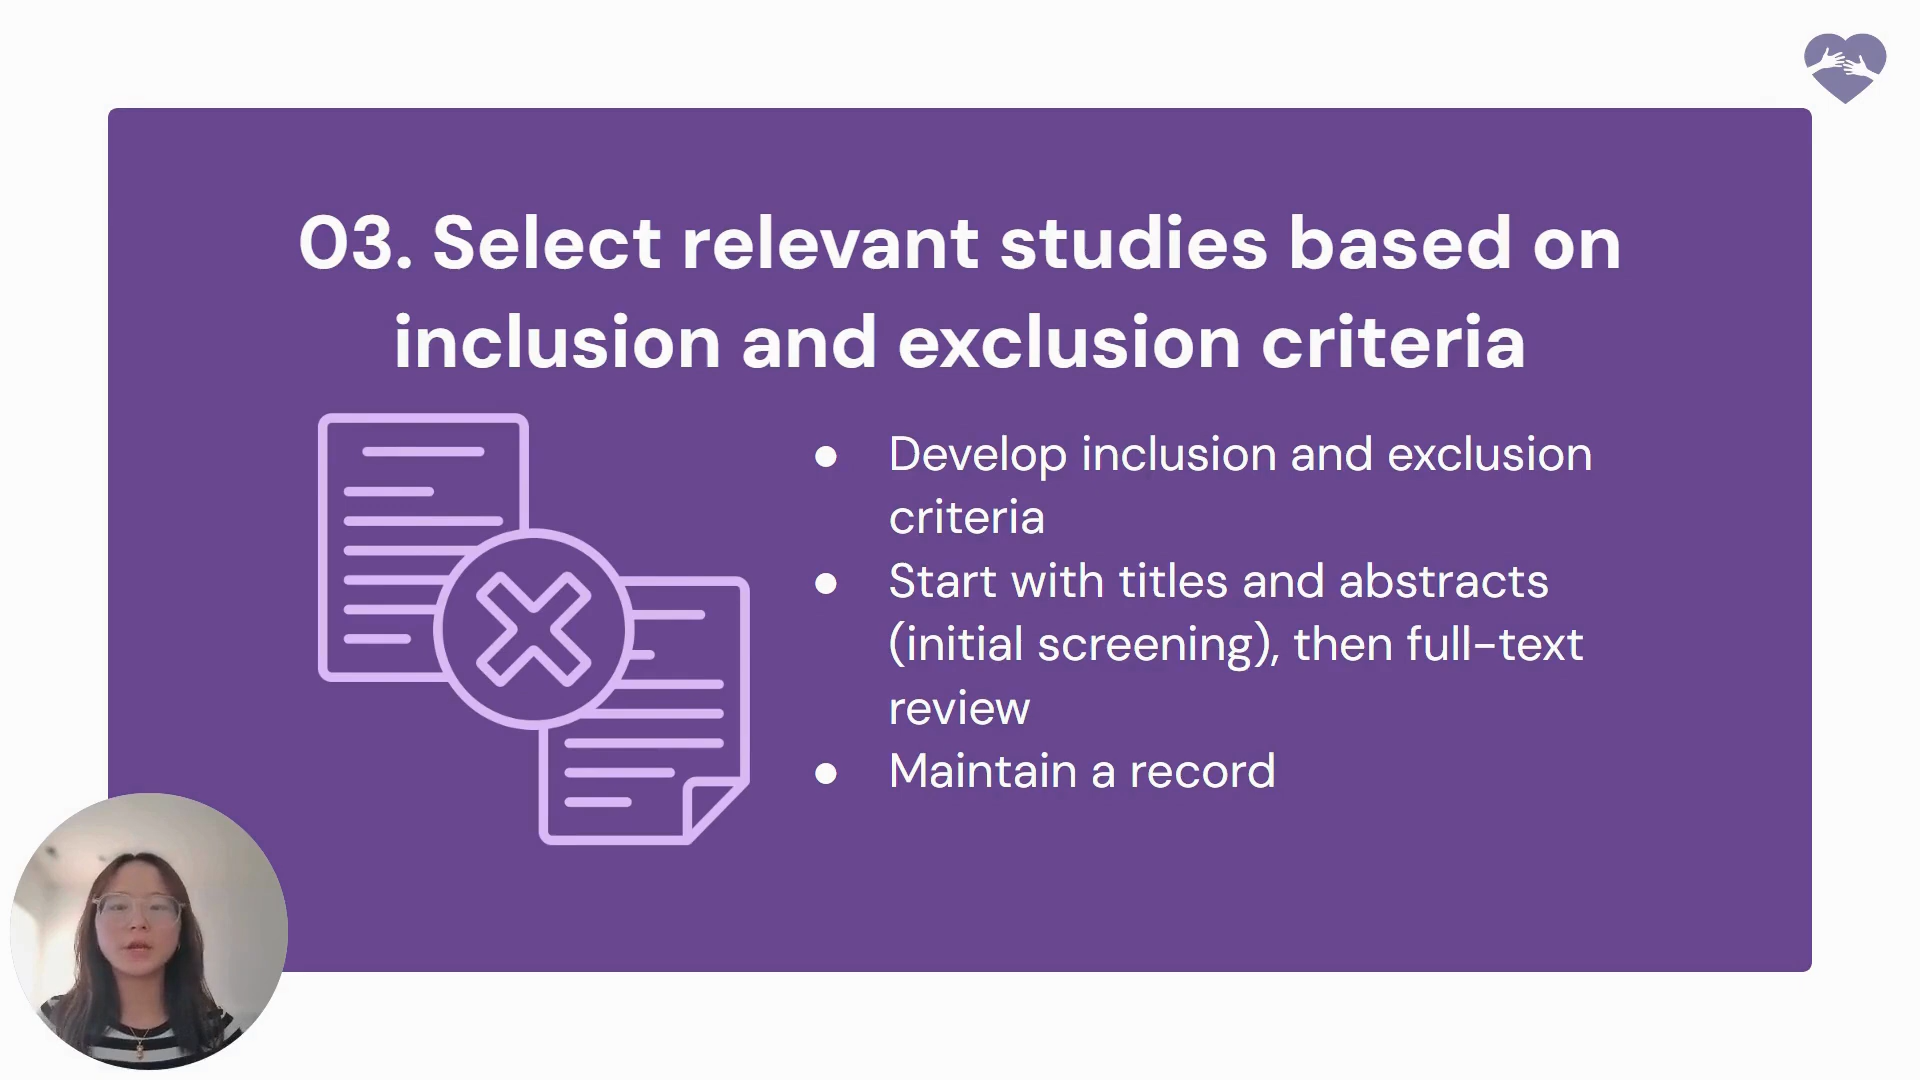 03. Select relevant studies based on
inclusion and exclusion criteria
● Develop inclusion and exclusion
criteria
● Start with titles and abstracts
(initial screening), then full-text
review
● Maintain a record